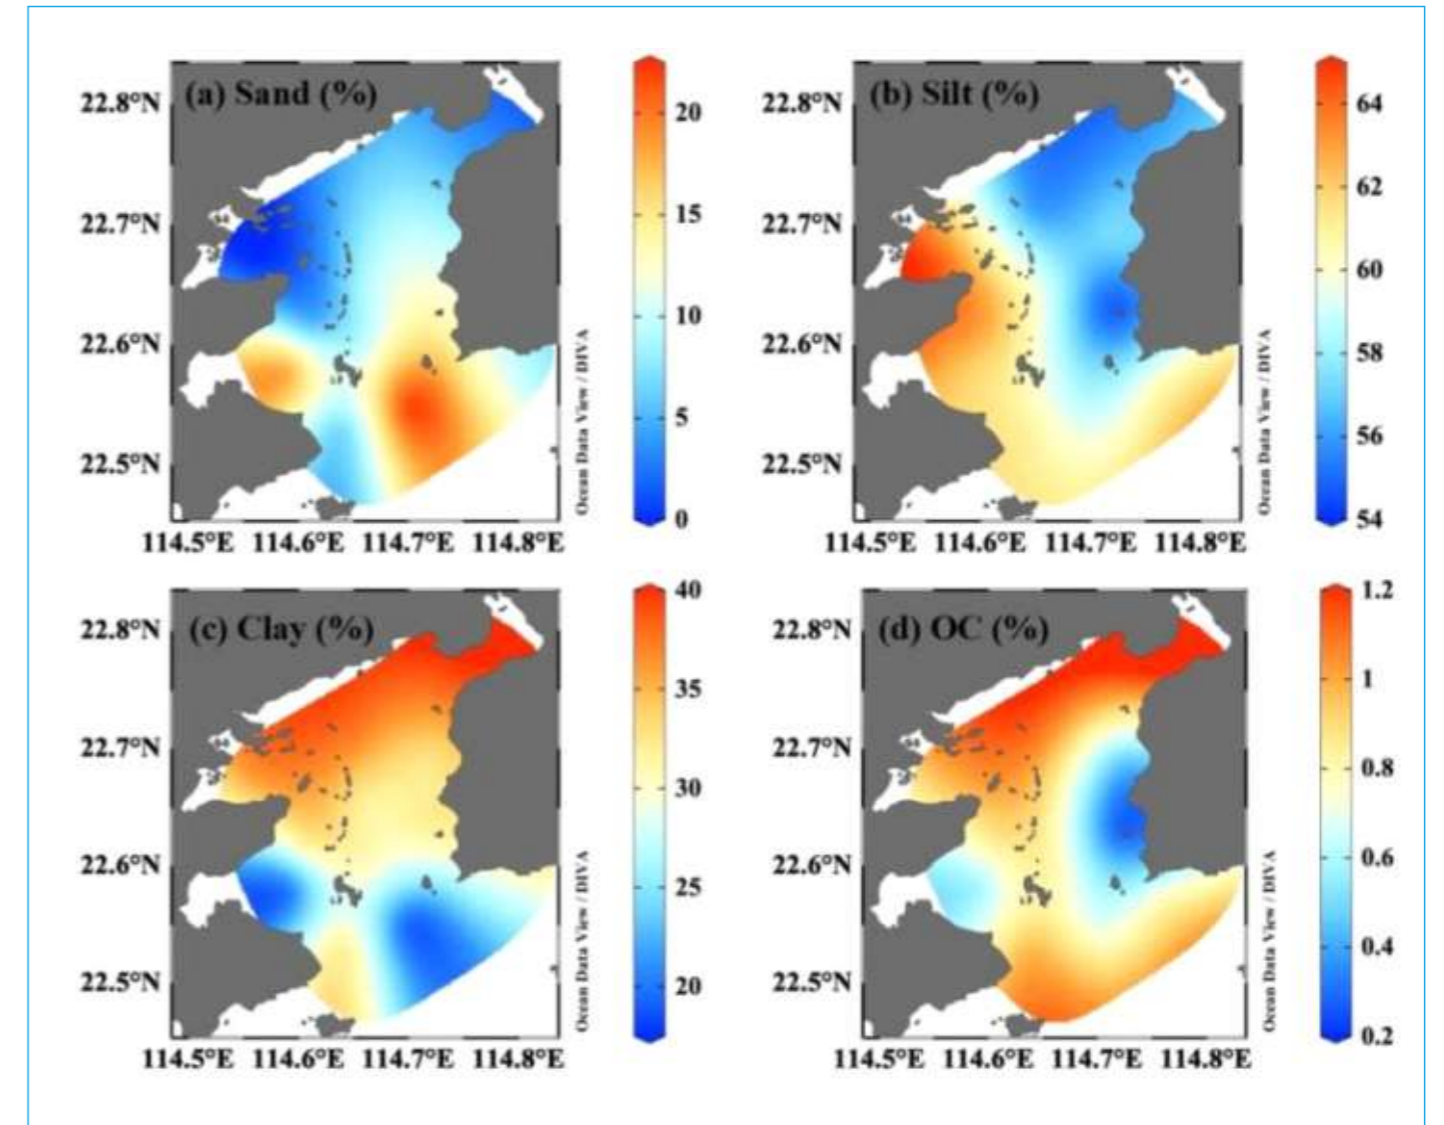 (a) Sand (%)
22.8°N
22.7°N
22.6°N
22.5°N
114.5°E 114.6°E 114.7°E 114.8°E
20
15
10
5
0
Ocean Data View / DIVA
(b) Silt (%)
22.8°N
22.7°N
22.6°N
22.5°N
114.5°E 114.6°E 114.7°E 114.8°E
64
62
60
58
56
54
Ocean Data View / DIVA
(c) Clay (%)
22.8°N
22.7°N
22.6°N
22.5°N
114.5°E 114.6°E 114.7°E 114.8°E
40
35
30
25
20
Ocean Data View / DIVA
(d) OC (%)
22.8°N
22.7°N
22.6°N
22.5°N
114.5°E 114.6°E 114.7°E 114.8°E
1.2
1
0.8
0.6
0.4
0.2
Ocean Data View / DIVA